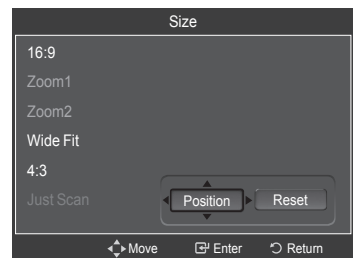 Size
16:9
Zoom1
Zoom2
Wide Fit
4:3
Just Scan
Position Reset
Move Enter Return